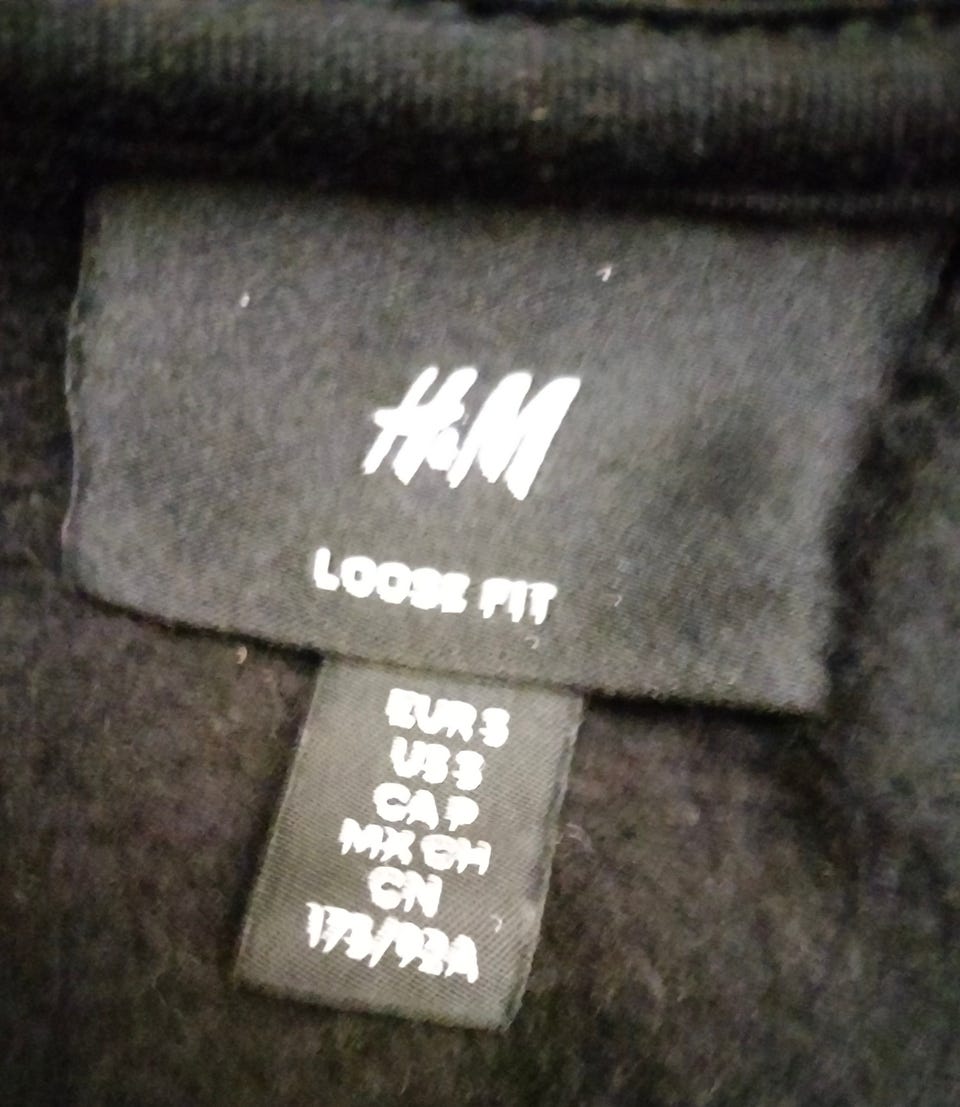 H&M
LOOSE FIT
EUR S
US S
CA P
MX CH
CN
175/92A